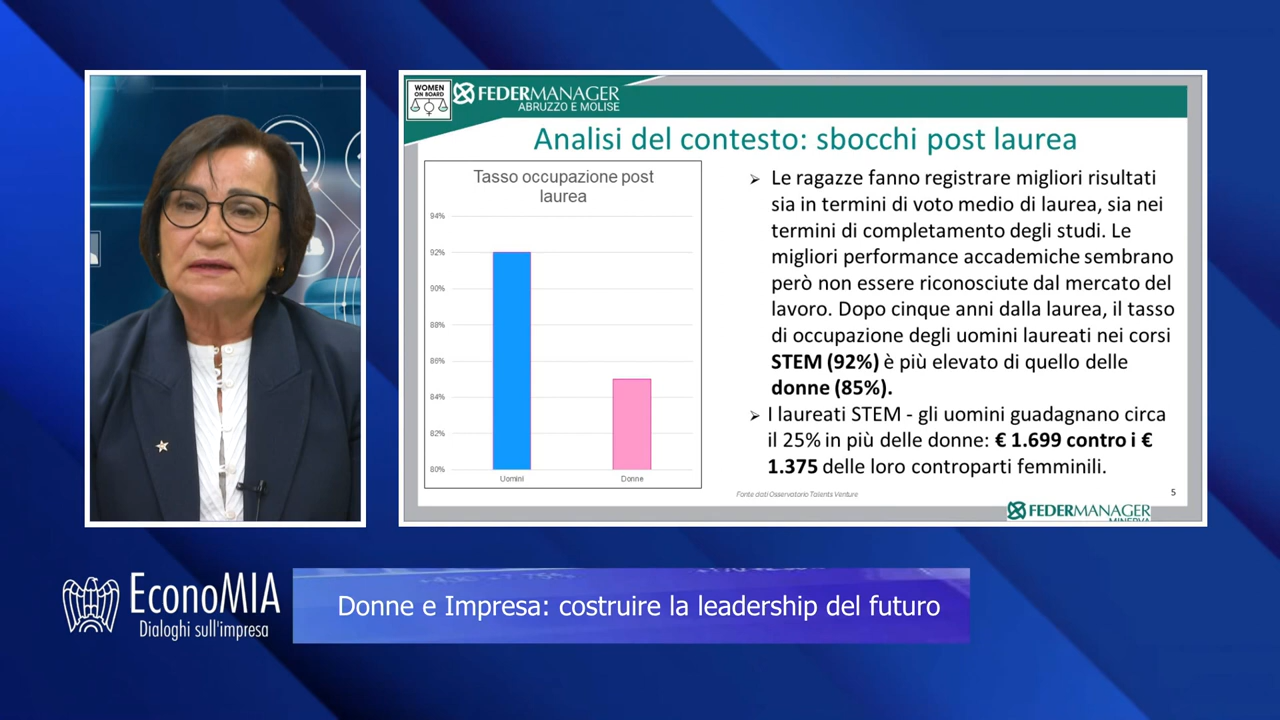 WOMEN
ON BOARD
FEDERMANAGER
ABRUZZO E MOLISE
Analisi del contesto: sbocchi post laurea
Tasso occupazione post
laurea
94%
92%
90%
88%
86%
84%
82%
80%
Uomini
Donne
➢ Le ragazze fanno registrare migliori risultati
sia in termini di voto medio di laurea, sia nei
termini di completamento degli studi. Le
migliori performance accademiche sembrano
però non essere riconosciute dal mercato del
lavoro. Dopo cinque anni dalla laurea, il tasso
di occupazione degli uomini laureati nei corsi
STEM (92%) è più elevato di quello delle
donne (85%).
➢ I laureati STEM - gli uomini guadagnano circa
il 25% in più delle donne: € 1.699 contro i €
1.375 delle loro controparti femminili.
Fonte dati Osservatorio Talents Venture
5
FEDERMANAGER
MINERVA
EconoMIA
Dialoghi sull'impresa
Donne e Impresa: costruire la leadership del futuro